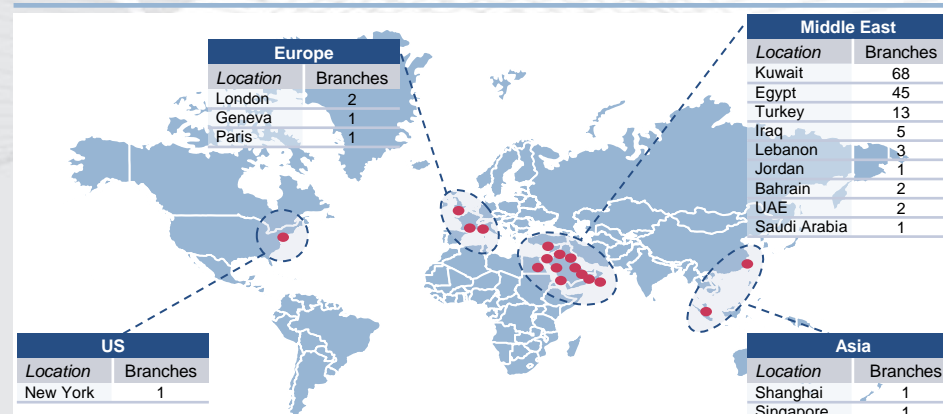 Europe
Location Branches
London 2
Geneva 1
Paris 1
Middle East
Location Branches
Kuwait 68
Egypt 45
Turkey 13
Iraq 5
Lebanon 3
Jordan 1
Bahrain 2
UAE 2
Saudi Arabia 1
US
Location Branches
New York 1
Asia
Location Branches
Shanghai 1
Singapore 1